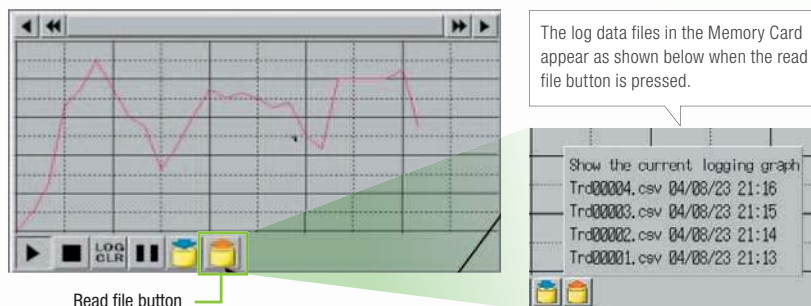 The log data files in the Memory Card
appear as shown below when the read
file button is pressed.
LOG
CLR
Read file button
Show the current logging graph
Trd00004.csv 04/08/23 21:16
Trd00003.csv 04/08/23 21:15
Trd00002.csv 04/08/23 21:14
Trd00001.csv 04/08/23 21:13